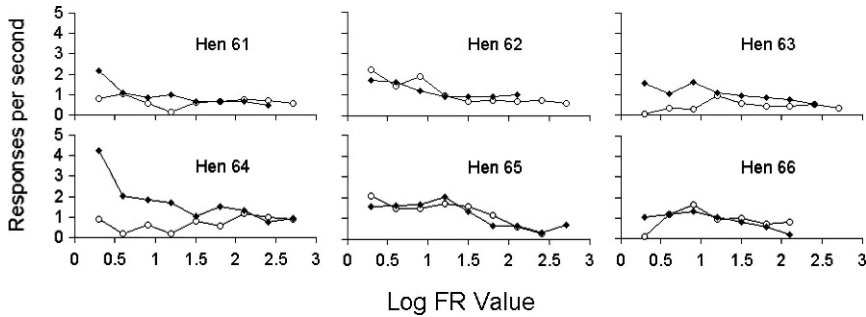 Responses per second
5
4
3
2
1
0
Hen 61
Hen 62
Hen 63
5
4
3
2
1
0
Hen 64
Hen 65
Hen 66
0 0.5 1 1.5 2 2.5 3
0 0.5 1 1.5 2 2.5 3
0 0.5 1 1.5 2 2.5 3
Log FR Value